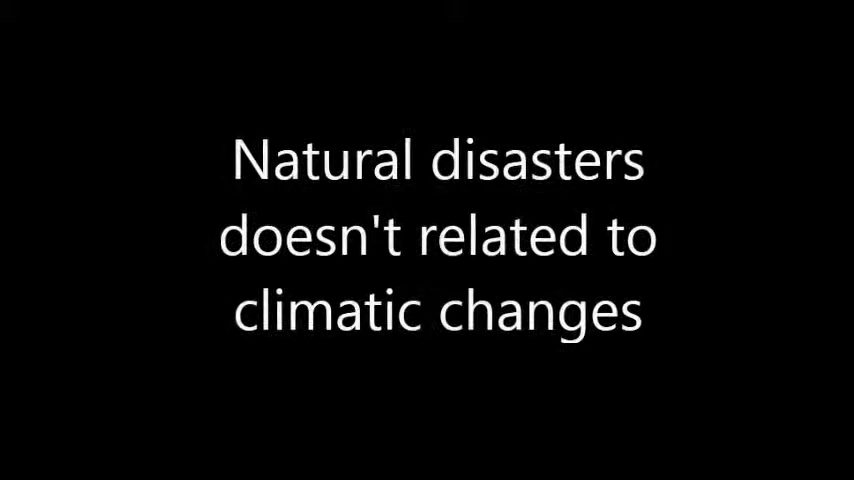 Natural disasters
doesn't related to
climatic changes